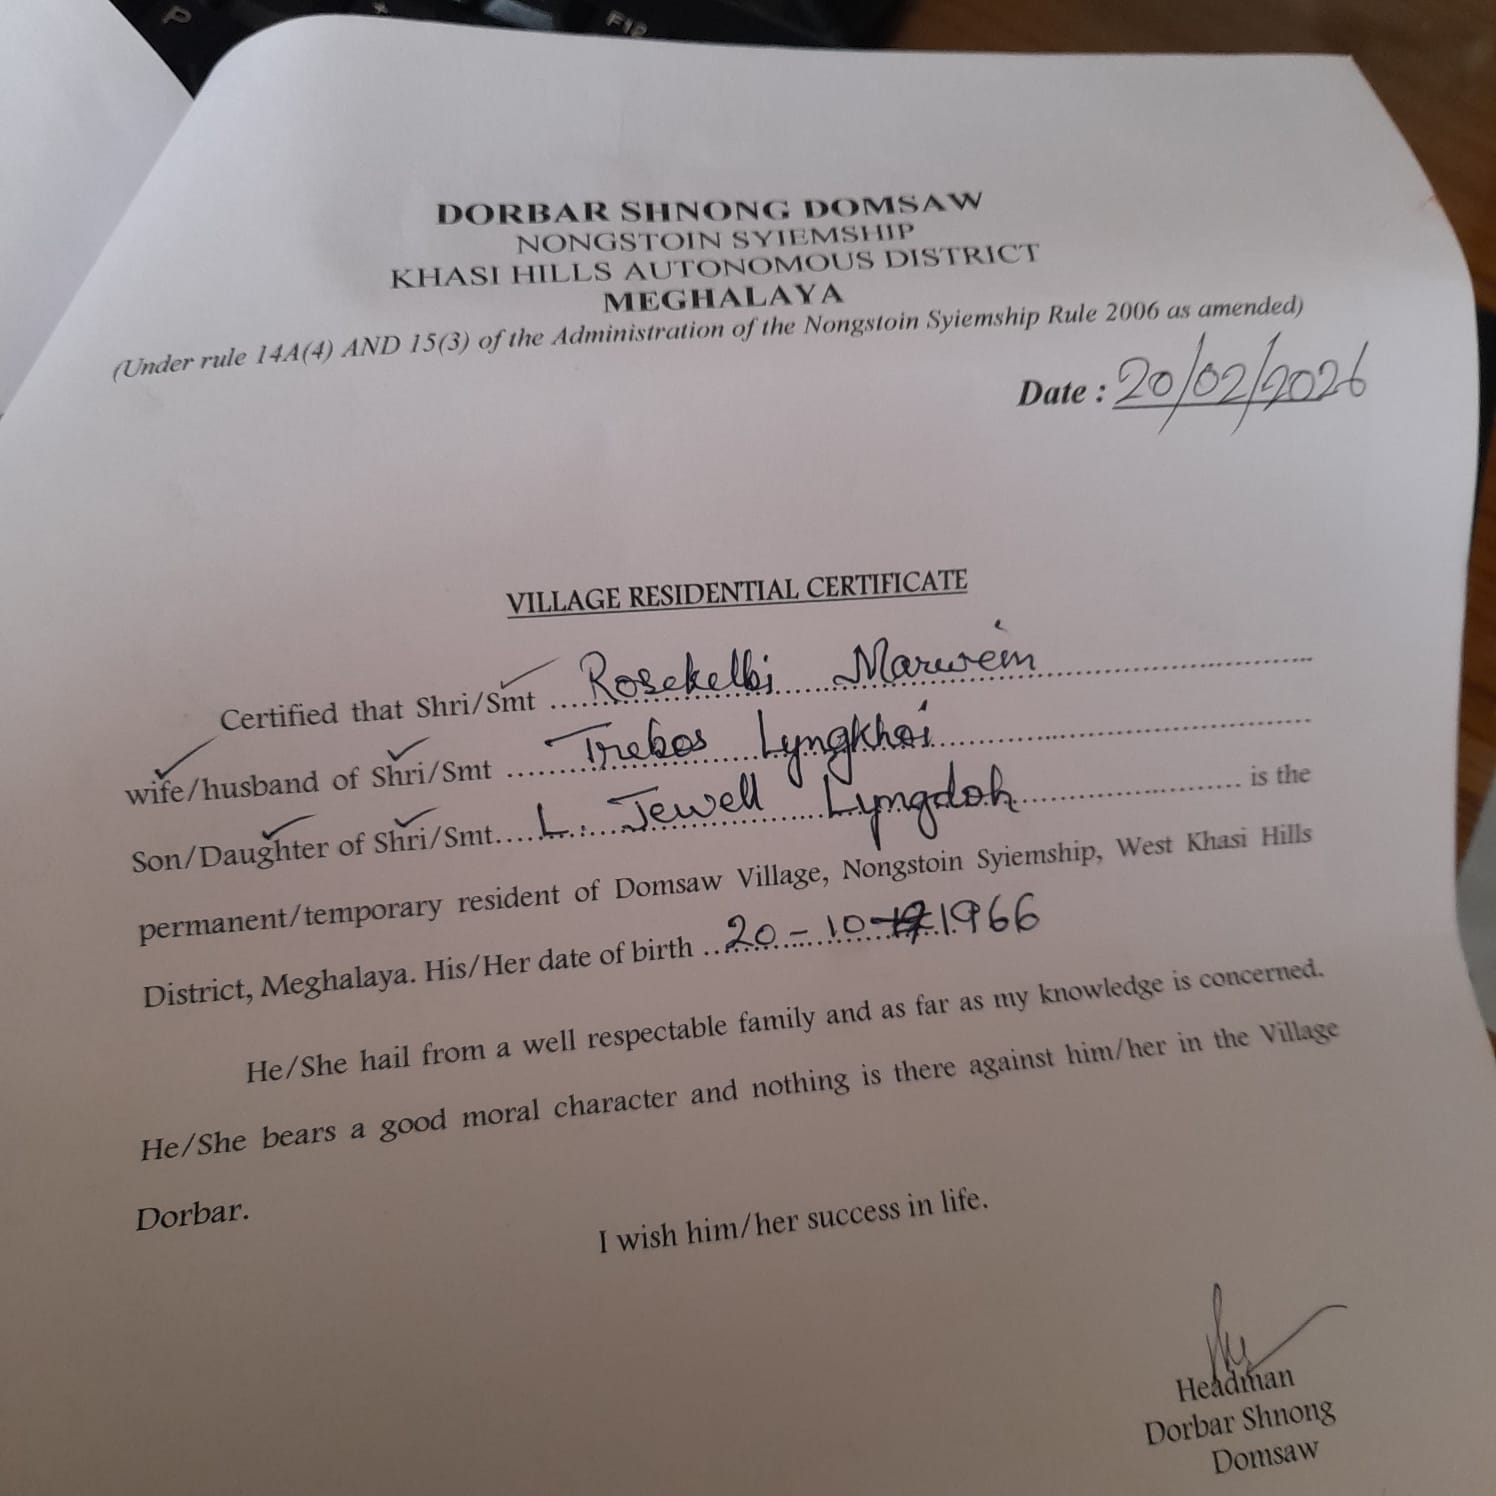 P
F12
DORBAR SHNONG DOMSAW
NONGSTOIN SYIEMSHIP
KHASI HILLS AUTONOMOUS DISTRICT
MEGHALAYA
(Under rule 14A(4) AND 15(3) of the Administration of the Nongstoin Syiemship Rule 2006 as amended)
Date : 20/02/2026
VILLAGE RESIDENTIAL CERTIFICATE
Certified that Shri/Smt ..... Rosekelbi Marwein .....
wife/husband of Shri/Smt ..... Trebos Lyngkhoi .....
Son/Daughter of Shri/Smt.... L. Jewell Lyngdoh ..... is the
permanent/temporary resident of Domsaw Village, Nongstoin Syiemship, West Khasi Hills
District, Meghalaya. His/Her date of birth .. 20 - 10 - 1966
He/She hail from a well respectable family and as far as my knowledge is concerned.
He/She bears a good moral character and nothing is there against him/her in the Village
Dorbar.
I wish him/her success in life.
Headman
Dorbar Shnong
Domsaw